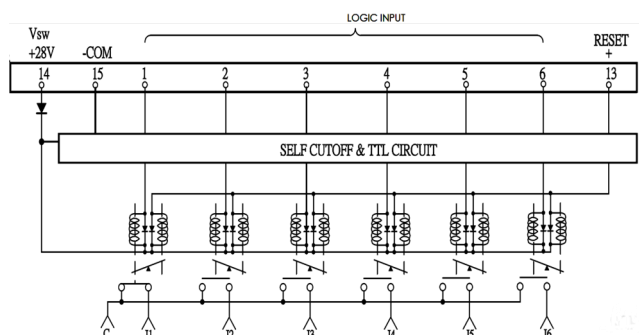 LOGIC INPUT
Vsw
+28V
-COM
RESET
+
14 15 1 2 3 4 5 6 13
SELF CUTOFF & TTL CIRCUIT
C J1 J2 J3 J4 J5 J6